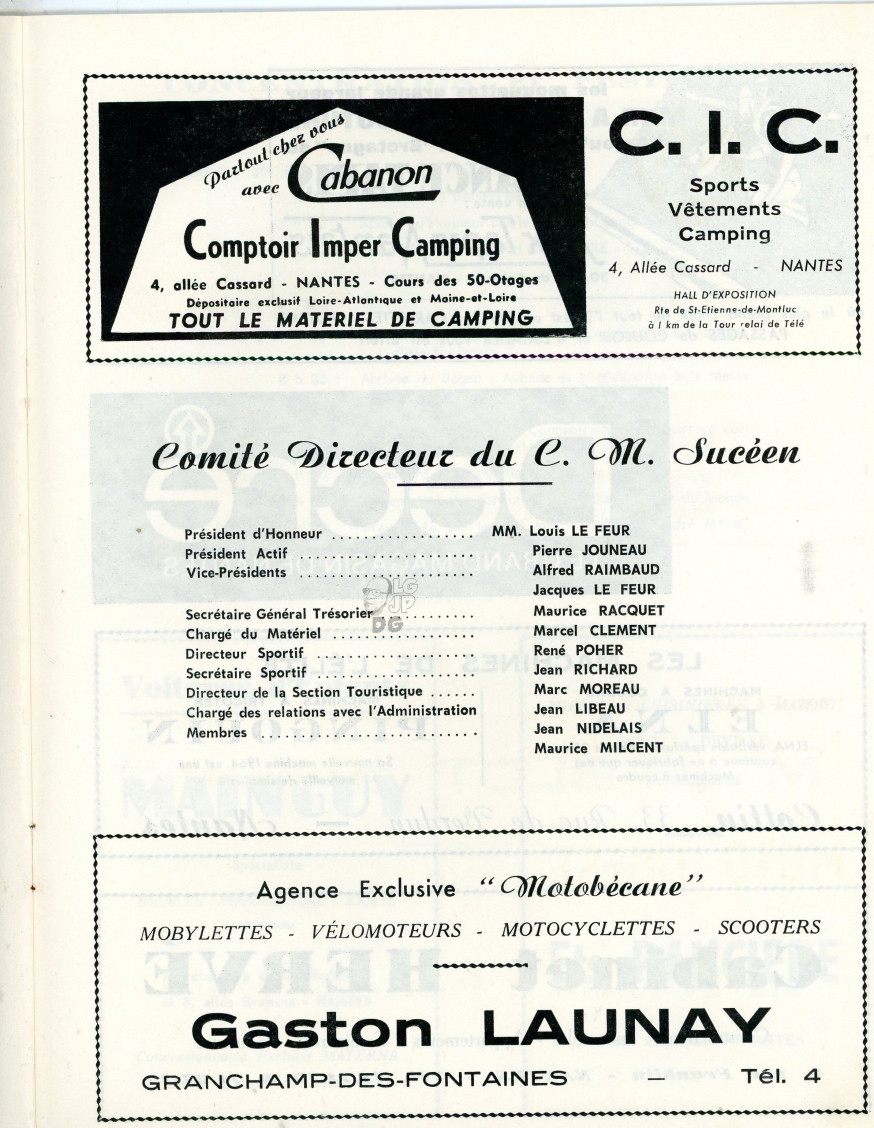 Partout chez vous
avec Cabanon
Comptoir Imper Camping
4, allée Cassard - NANTES - Cours des 50-Otages
Dépositaire exclusif Loire-Atlantique et Maine-et-Loire
TOUT LE MATERIEL DE CAMPING
C. I. C.
Sports
Vêtements
Camping
4, Allée Cassard - NANTES
HALL D'EXPOSITION
Rte de St-Etienne-de-Montluc
à 1 km de la Tour relai de Télé
Comité Directeur du C. M. Sucéen
Président d'Honneur . . . . . . . . . . . . . . . . . MM. Louis LE FEUR
Président Actif . . . . . . . . . . . . . . . . . . . . . Pierre JOUNEAU
Vice-Présidents . . . . . . . . . . . . . . . . . . . . . Alfred RAIMBAUD
Jacques LE FEUR
Secrétaire Général Trésorier . . . . . . . . . . Maurice RACQUET
Chargé du Matériel . . . . . . . . . . . . . . . . . Marcel CLEMENT
Directeur Sportif . . . . . . . . . . . . . . . . . . . René POHER
Secrétaire Sportif . . . . . . . . . . . . . . . . . . . Jean RICHARD
Directeur de la Section Touristique . . . . . . Marc MOREAU
Chargé des relations avec l'Administration Jean LIBEAU
Membres . . . . . . . . . . . . . . . . . . . . . . . . . Jean NIDELAIS
Maurice MILCENT
LG
JP
DG
Agence Exclusive "Motobécane"
MOBYLETTES - VÉLOMOTEURS - MOTOCYCLETTES - SCOOTERS
Gaston LAUNAY
GRANCHAMP-DES-FONTAINES — Tél. 4